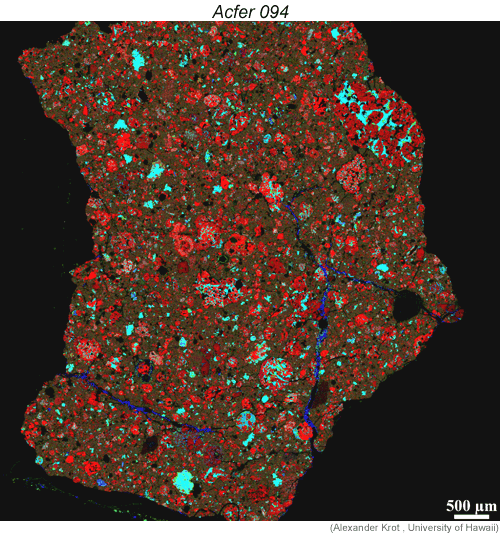 Acfer 094
500 µm
(Alexander Krot , University of Hawaii)